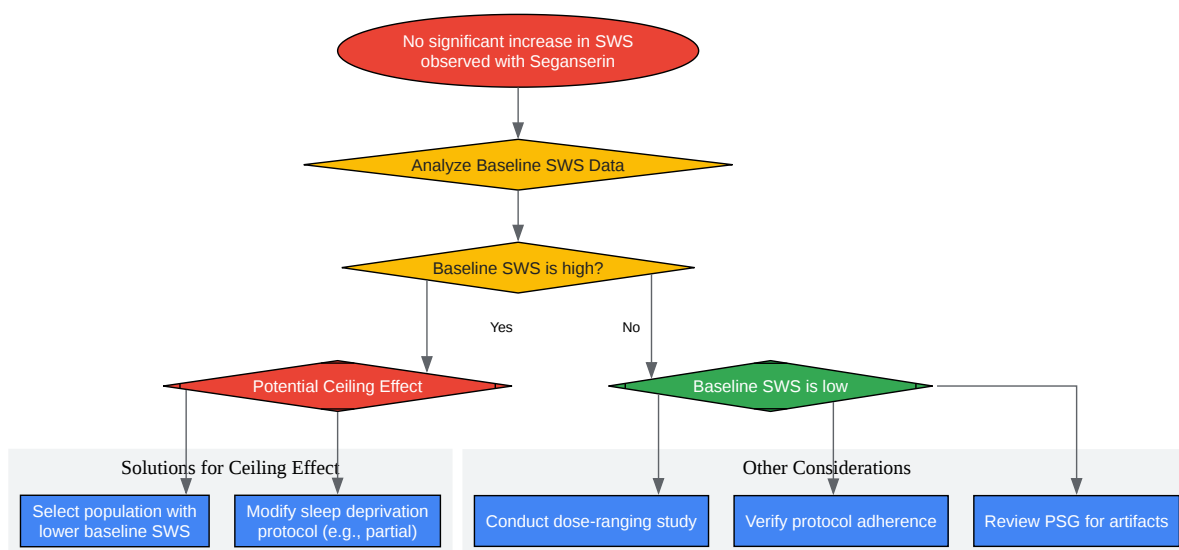 No significant increase in SWS
observed with Seganserin
Analyze Baseline SWS Data
Baseline SWS is high?
Yes
No
Potential Ceiling Effect
Baseline SWS is low
Solutions for Ceiling Effect
Other Considerations
Select population with
lower baseline SWS
Modify sleep deprivation
protocol (e.g., partial)
Conduct dose-ranging study
Verify protocol adherence
Review PSG for artifacts